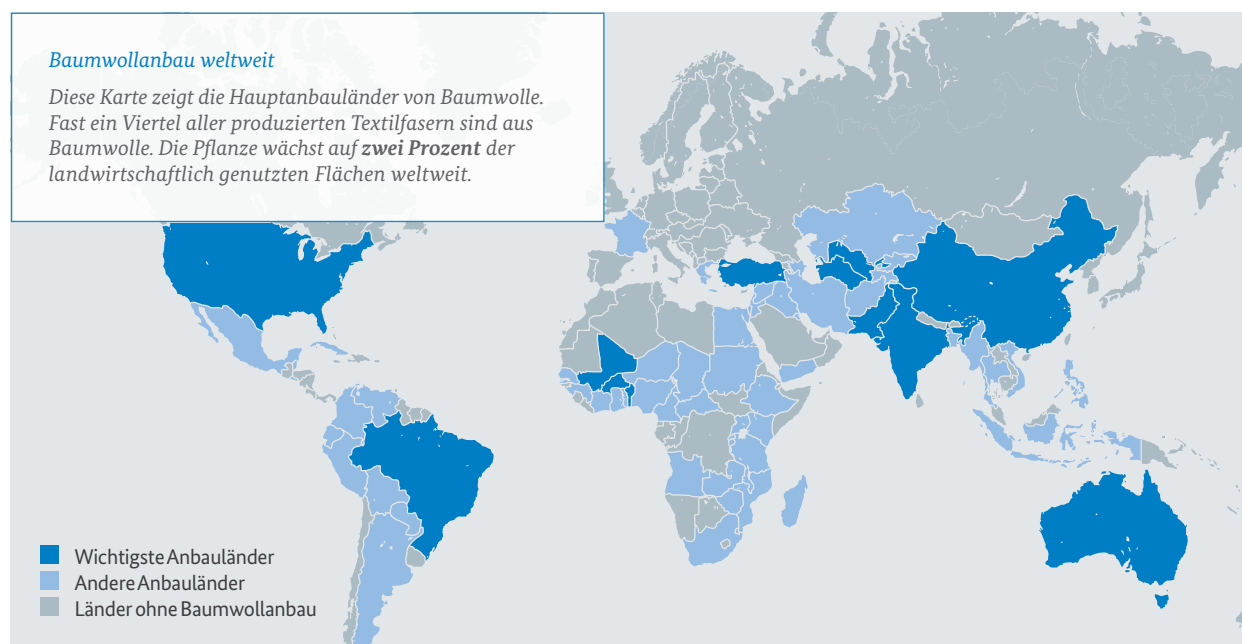 Baumwollanbau weltweit
Diese Karte zeigt die Hauptanbauländer von Baumwolle.
Fast ein Viertel aller produzierten Textilfasern sind aus
Baumwolle. Die Pflanze wächst auf zwei Prozent der
landwirtschaftlich genutzten Flächen weltweit.
Wichtigste Anbauländer
Andere Anbauländer
Länder ohne Baumwollanbau